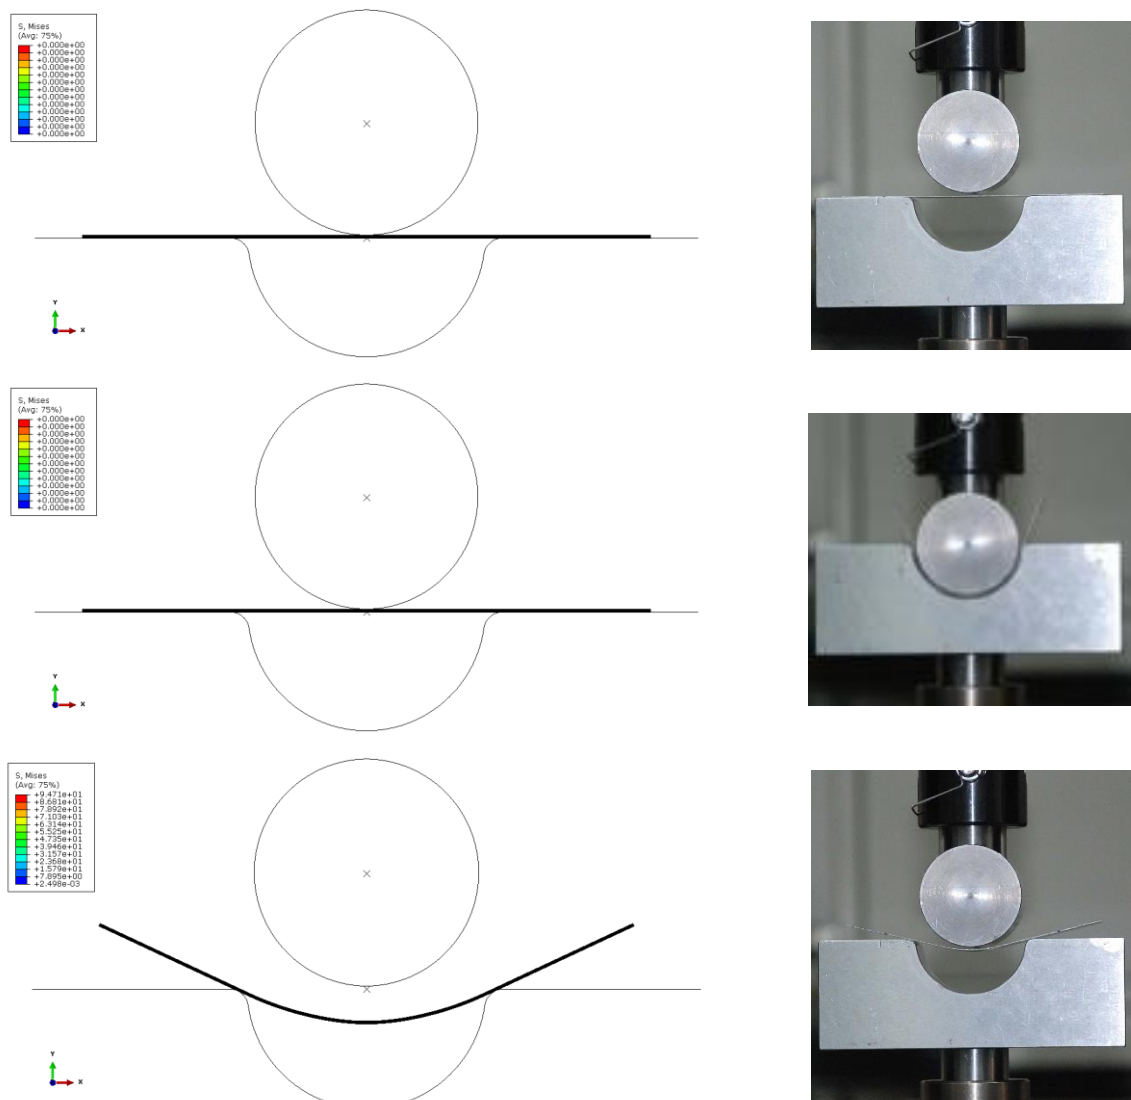 S, Mises
(Avg: 75%)
+0.000e+00
+0.000e+00
+0.000e+00
+0.000e+00
+0.000e+00
+0.000e+00
+0.000e+00
+0.000e+00
+0.000e+00
+0.000e+00
+0.000e+00
+0.000e+00
+0.000e+00
Y
X
S, Mises
(Avg: 75%)
+0.000e+00
+0.000e+00
+0.000e+00
+0.000e+00
+0.000e+00
+0.000e+00
+0.000e+00
+0.000e+00
+0.000e+00
+0.000e+00
+0.000e+00
+0.000e+00
+0.000e+00
Y
X
S, Mises
(Avg: 75%)
+9.471e+01
+8.681e+01
+7.892e+01
+7.103e+01
+6.314e+01
+5.525e+01
+4.735e+01
+3.946e+01
+3.157e+01
+2.368e+01
+1.579e+01
+7.895e+00
+2.498e-03
Y
X